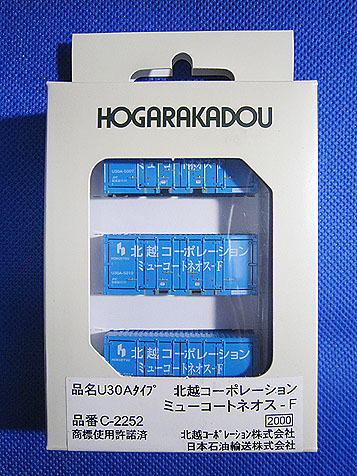 HOGARAKADOU
U30A-5007
北越コーポレーション
ミューコートネオス-F
HOKUETSU
U30A-5010
北越コーポレーション
ミューコートネオス-F
品名U30Aタイプ 北越コーポレーション
ミューコートネオス-F
品番C-2252 2000
商標使用許諾済 北越コーポレーション株式会社
日本石油輸送株式会社